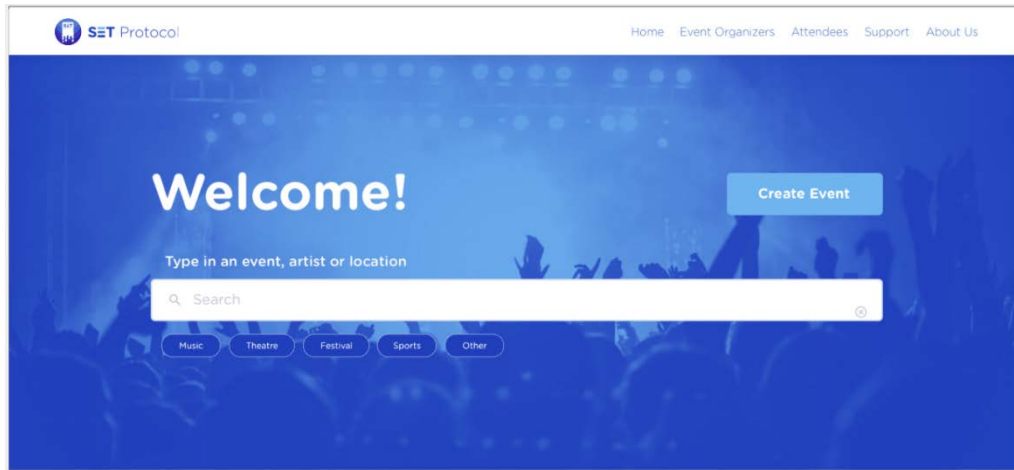 SET Protocol
Home Event Organizers Attendees Support About Us
Welcome!
Create Event
Type in an event, artist or location
Search
Music Theatre Festival Sports Other